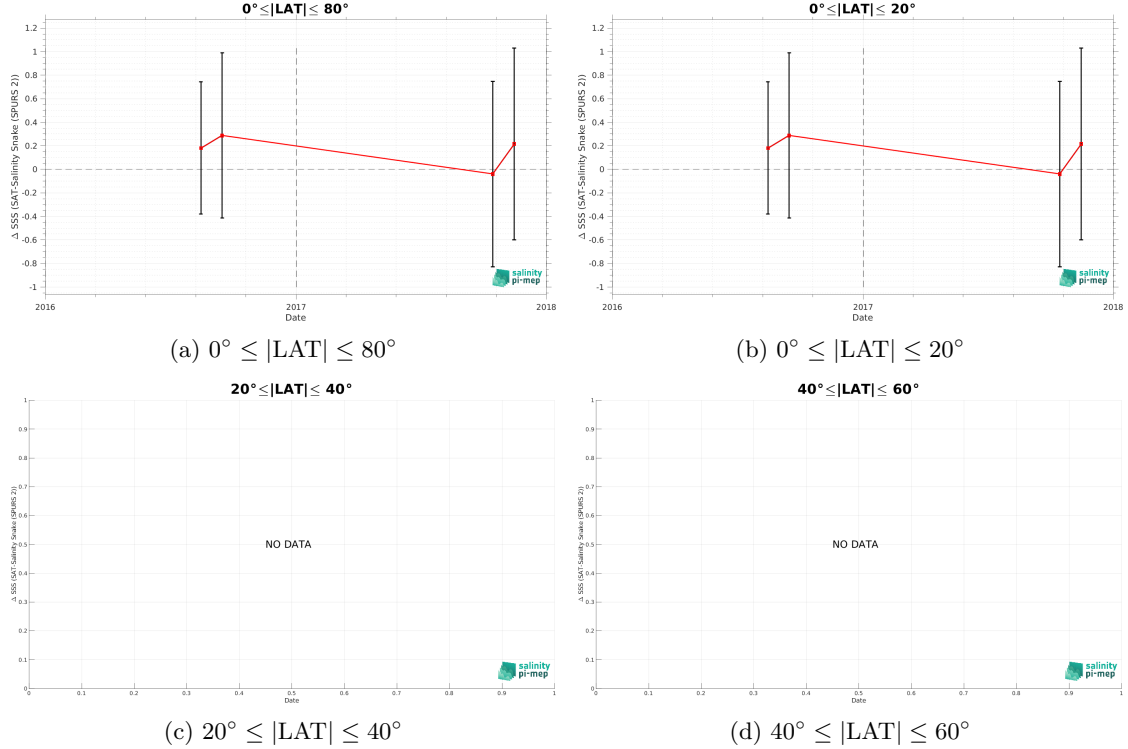 0°≤|LAT|≤ 80°
Δ SSS (SAT-Salinity Snake (SPURS 2))
1.2
1
0.8
0.6
0.4
0.2
0
-0.2
-0.4
-0.6
-0.8
-1
2016
2017
2018
Date
salinity
pi-mep
(a) 0° ≤ |LAT| ≤ 80°
0°≤|LAT|≤ 20°
Δ SSS (SAT-Salinity Snake (SPURS 2))
1.2
1
0.8
0.6
0.4
0.2
0
-0.2
-0.4
-0.6
-0.8
-1
2016
2017
2018
Date
salinity
pi-mep
(b) 0° ≤ |LAT| ≤ 20°
20°≤|LAT|≤ 40°
Δ SSS (SAT-Salinity Snake (SPURS 2))
1
0.9
0.8
0.7
0.6
0.5
0.4
0.3
0.2
0.1
0
NO DATA
0 0.1 0.2 0.3 0.4 0.5 0.6 0.7 0.8 0.9 1
Date
salinity
pi-mep
(c) 20° ≤ |LAT| ≤ 40°
40°≤|LAT|≤ 60°
Δ SSS (SAT-Salinity Snake (SPURS 2))
1
0.9
0.8
0.7
0.6
0.5
0.4
0.3
0.2
0.1
0
NO DATA
0 0.1 0.2 0.3 0.4 0.5 0.6 0.7 0.8 0.9 1
Date
salinity
pi-mep
(d) 40° ≤ |LAT| ≤ 60°